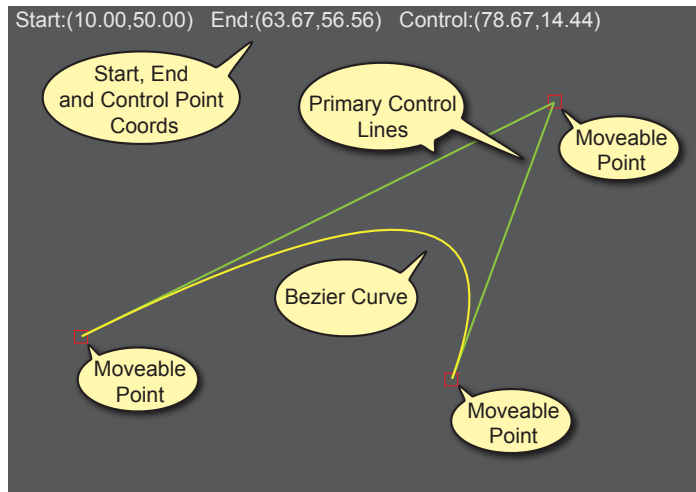 Start:(10.00,50.00) End:(63.67,56.56) Control:(78.67,14.44)
Start, End
and Control Point
Coords
Primary Control
Lines
Moveable
Point
Bezier Curve
Moveable
Point
Moveable
Point